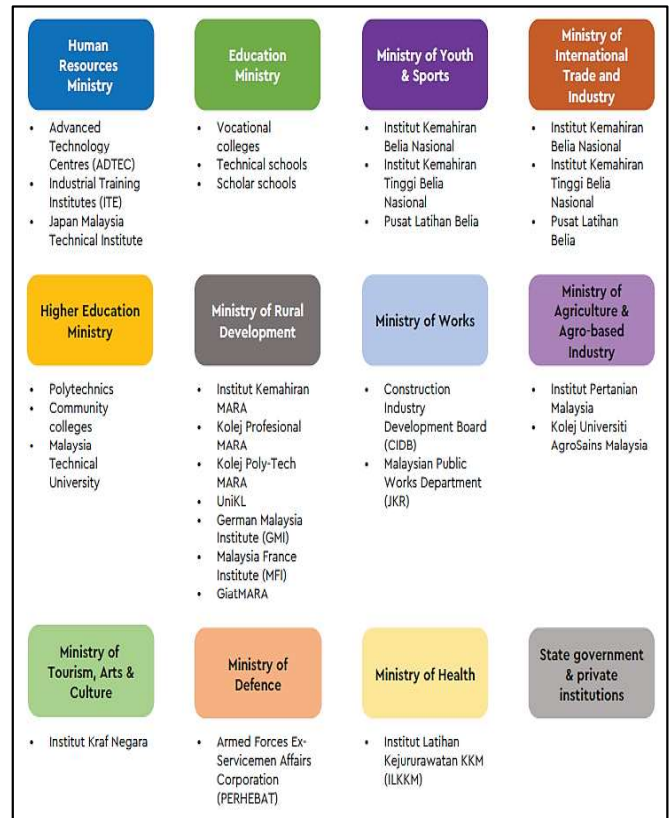 Human
Resources
Ministry
• Advanced
Technology
Centres (ADTEC)
• Industrial Training
Institutes (ITE)
• Japan Malaysia
Technical Institute
Education
Ministry
• Vocational
colleges
• Technical schools
• Scholar schools
Ministry of Youth
& Sports
• Institut Kemahiran
Belia Nasional
• Institut Kemahiran
Tinggi Belia
Nasional
• Pusat Latihan Belia
Ministry of
International
Trade and
Industry
• Institut Kemahiran
Belia Nasional
• Institut Kemahiran
Tinggi Belia
Nasional
• Pusat Latihan
Belia
Higher Education
Ministry
• Polytechnics
• Community
colleges
• Malaysia
Technical
University
Ministry of Rural
Development
• Institut Kemahiran
MARA
• Kolej Profesional
MARA
• Kolej Poly-Tech
MARA
• UniKL
• German Malaysia
Institute (GMI)
• Malaysia France
Institute (MFI)
• GiatMARA
Ministry of Works
• Construction
Industry
Development Board
(CIDB)
• Malaysian Public
Works Department
(JKR)
Ministry of
Agriculture &
Agro-based
Industry
• Institut Pertanian
Malaysia
• Kolej Universiti
AgroSains Malaysia
Ministry of
Tourism, Arts &
Culture
• Institut Kraf Negara
Ministry of
Defence
• Armed Forces Ex-
Servicemen Affairs
Corporation
(PERHEBAT)
Ministry of Health
• Institut Latihan
Kejururawatan KKM
(ILKKM)
State government
& private
institutions